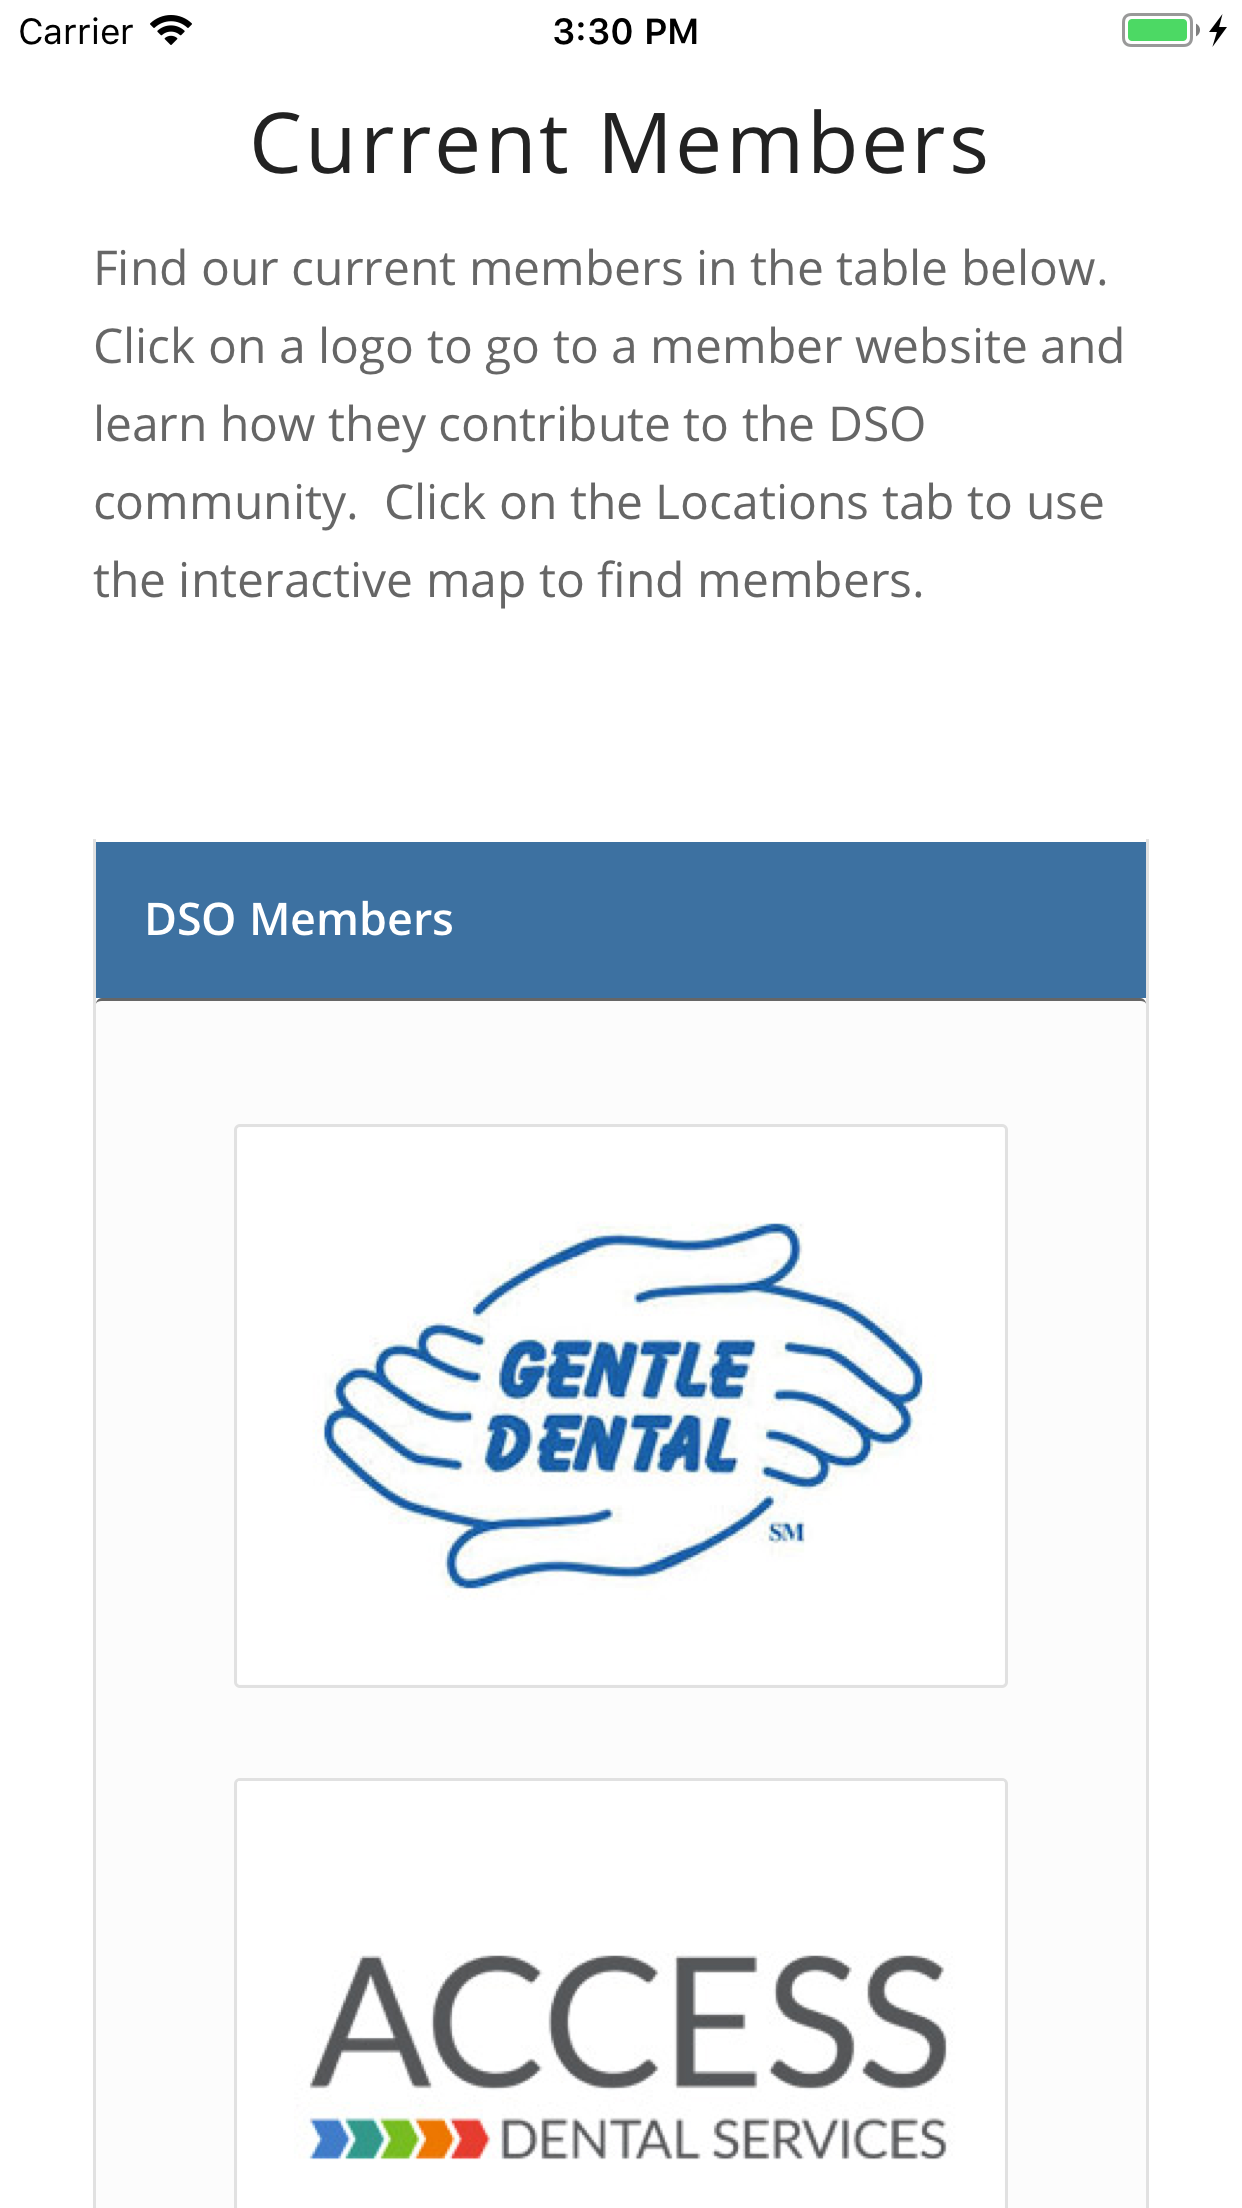 Carrier 3:30 PM
Current Members
Find our current members in the table below.
Click on a logo to go to a member website and
learn how they contribute to the DSO
community.  Click on the Locations tab to use
the interactive map to find members.
DSO Members
GENTLE
DENTAL
SM
ACCESS
DENTAL SERVICES